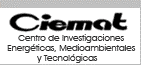 Ciemat
Centro de Investigaciones
Energéticas, Medioambientales
y Tecnológicas